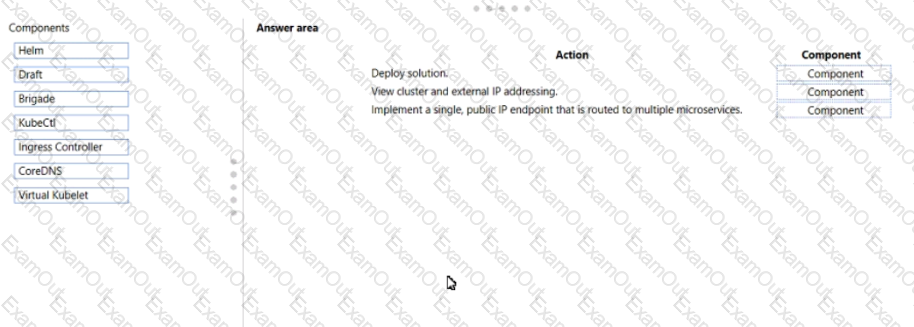 Components
Helm
Draft
Brigade
KubeCtl
Ingress Controller
CoreDNS
Virtual Kubelet
Answer area
Action Component
Deploy solution. Component
View cluster and external IP addressing. Component
Implement a single, public IP endpoint that is routed to multiple microservices. Component